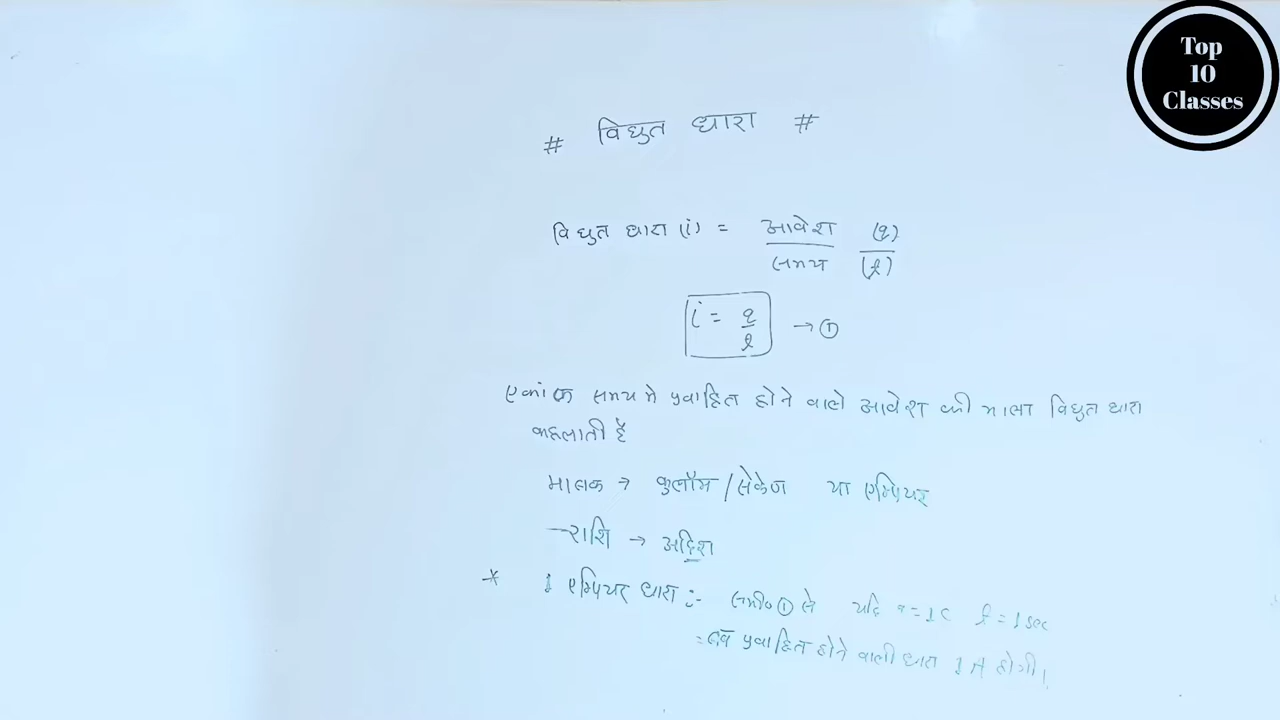 Top
10
Classes
# विधुत धारा #
विधुत धारा (i) = आवेश (q)
समय (t)
i = q/t → ①
एकांक समय मे प्रवाहित होने वाले आवेश की मात्रा विधुत धारा
कहलाती है
मात्रक → कुलॉम / सेकेण्ड या एम्पियर
राशि → अदिश
* 1 एम्पियर धारा :- समी० ① से यदि q = 1C t = 1 sec
= तब प्रवाहित होने वाली धारा 1 A होगी।